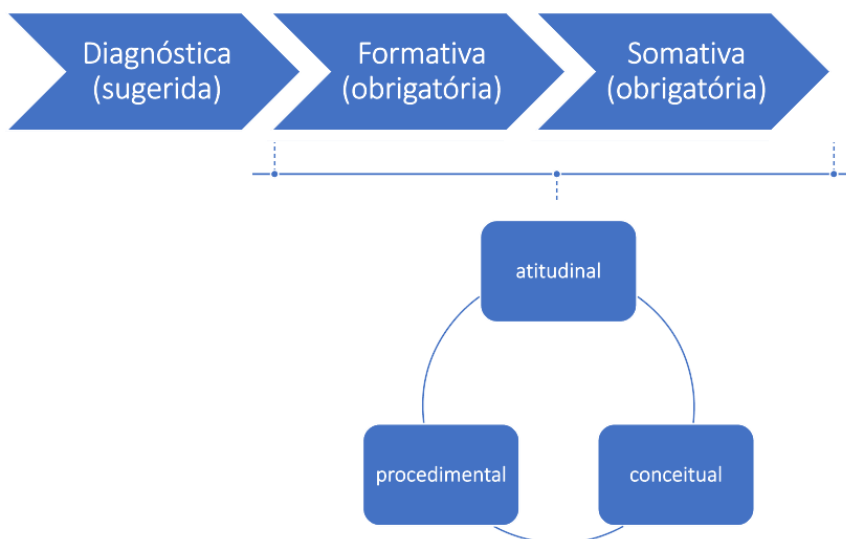 Diagnóstica
(sugerida)
Formativa
(obrigatória)
Somativa
(obrigatória)
atitudinal
procedimental
conceitual